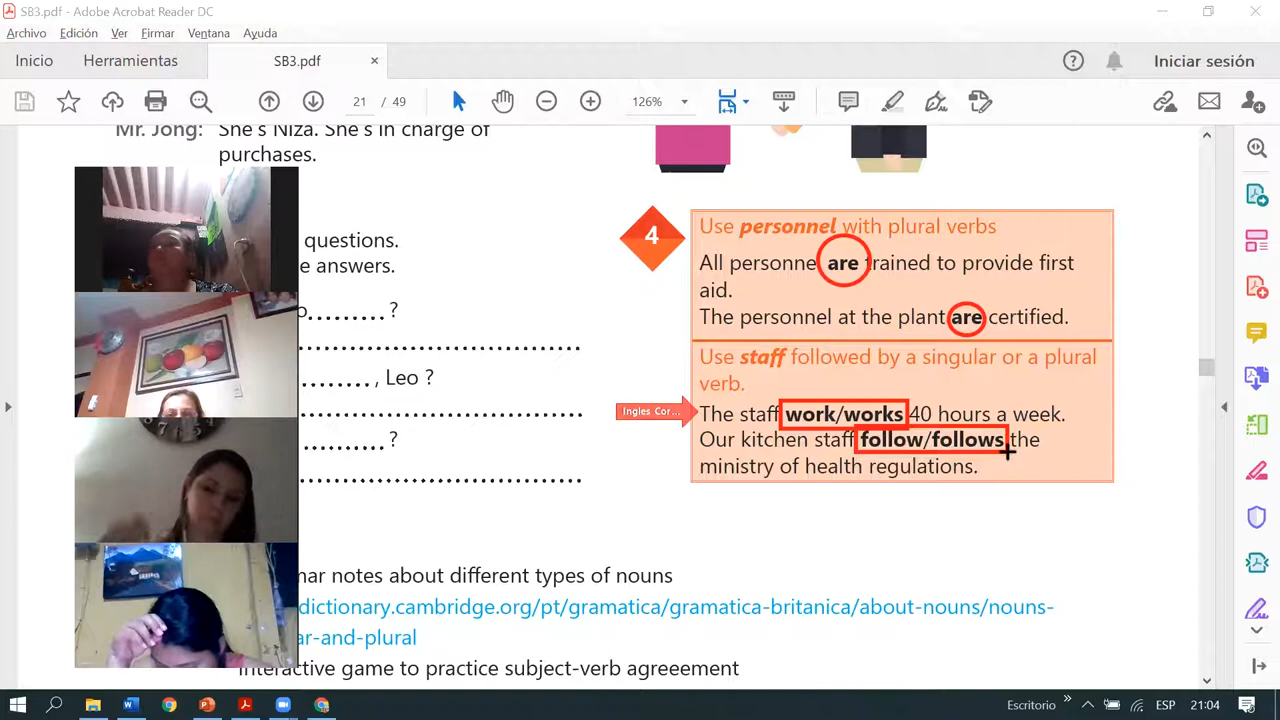 SB3.pdf - Adobe Acrobat Reader DC
Archivo Edición Ver Firmar Ventana Ayuda
Inicio Herramientas SB3.pdf × Iniciar sesión
21 / 49 126%
Mr. Jong: She's Niza. She's in charge of
purchases.
questions.
e answers.
o.........?
.........., Leo ?
..........?
4
Use personnel with plural verbs
All personne are trained to provide first
aid.
The personnel at the plant are certified.
Use staff followed by a singular or a plural
verb.
Ingles Cor...
The staff work/works 40 hours a week.
Our kitchen staff follow/follows the
ministry of health regulations.
mar notes about different types of nouns
dictionary.cambridge.org/pt/gramatica/gramatica-britanica/about-nouns/nouns-
ar-and-plural
interactive game to practice subject-verb agreeement
Escritorio » ESP 21:04